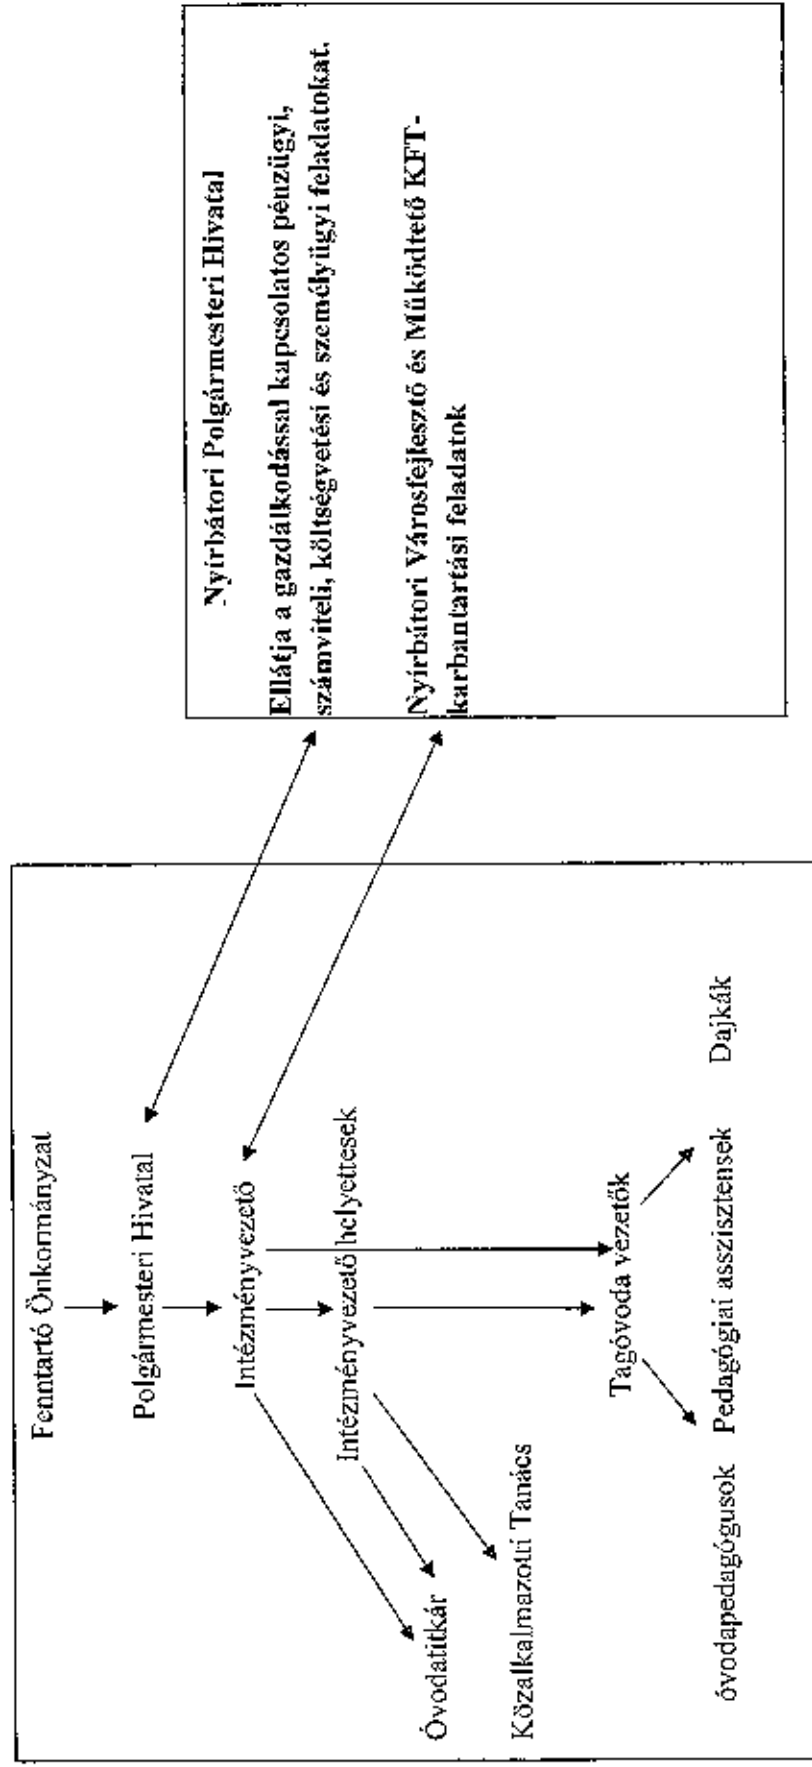 Fenntartó Önkormányzat
Polgármesteri Hivatal
Intézményvezető
Intézményvezető helyettesek
Óvodatitkár
Közalkalmazotti Tanács
Tagóvoda vezetők
óvodapedagógusok Pedagógiai asszisztensek Dajkák
Nyírbátori Polgármesteri Hivatal
Ellátja a gazdálkodással kapcsolatos pénzügyi,
számviteli, költségvetési és személyügyi feladatokat.
Nyírbátori Városfejlesztő és Működtető KFT-
karbantartási feladatok